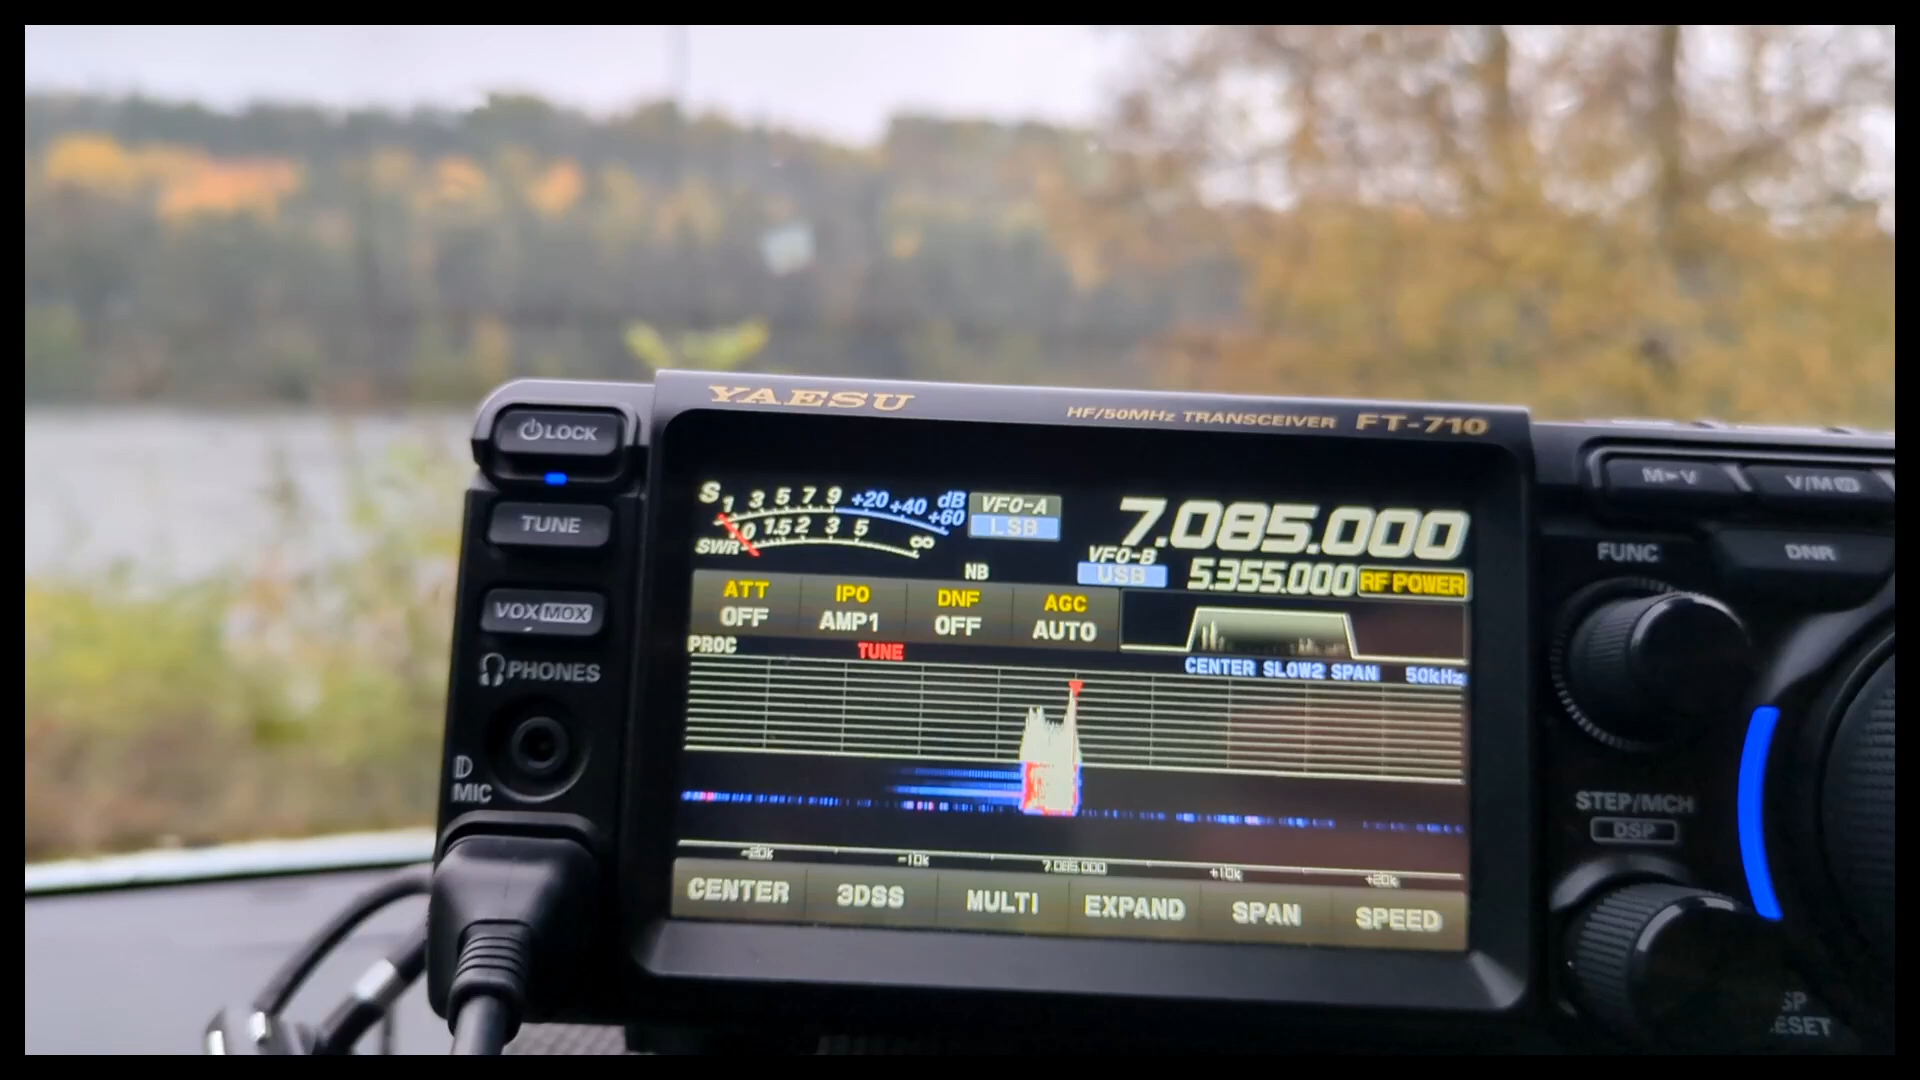 YAESU
HF/50MHz TRANSCEIVER FT-710
LOCK
TUNE
VOX MOX
PHONES
MIC
S 1 3 5 7 9 +20 +40 +60 dB
SWR 1.5 2 3 5 ∞
VFO-A
LSB
7.085.000
VFO-B
USB
5.355.000
RF POWER
NB
ATT IPO DNF AGC
OFF AMP1 OFF AUTO
PROC TUNE
CENTER SLOW2 SPAN 50kHz
-20k -10k 7.085.000 +10k +20k
CENTER 3DSS MULTI EXPAND SPAN SPEED
M►V
V/M
FUNC
DNR
STEP/MCH
DSP